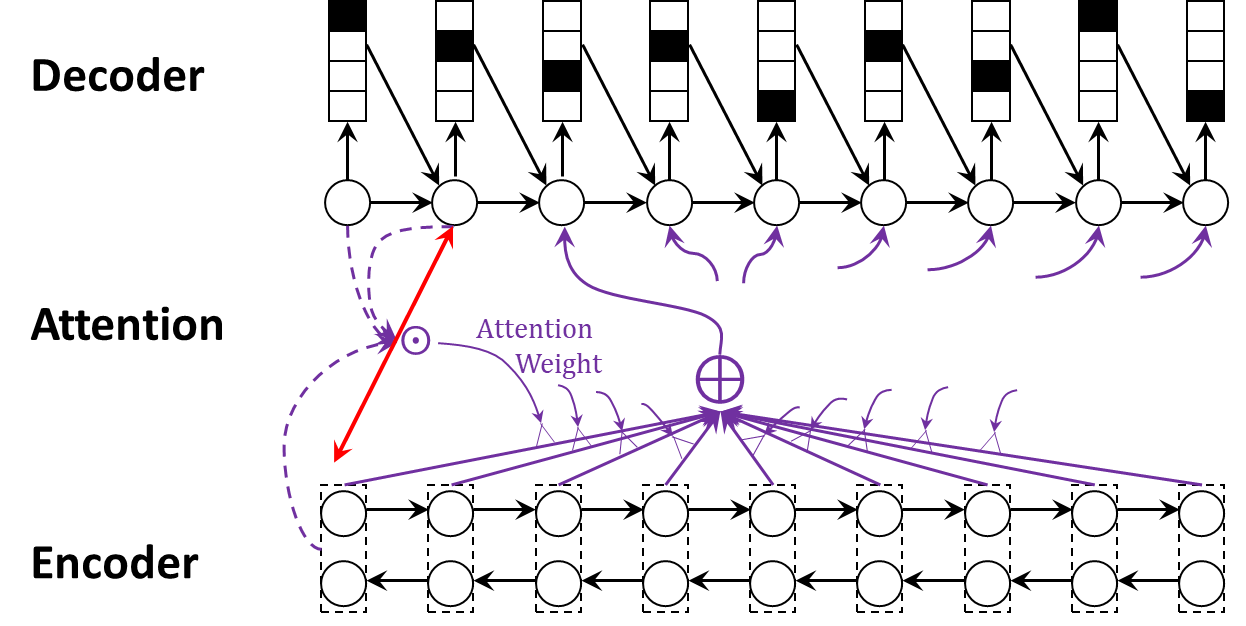 Decoder
Attention
Attention
Weight
Encoder